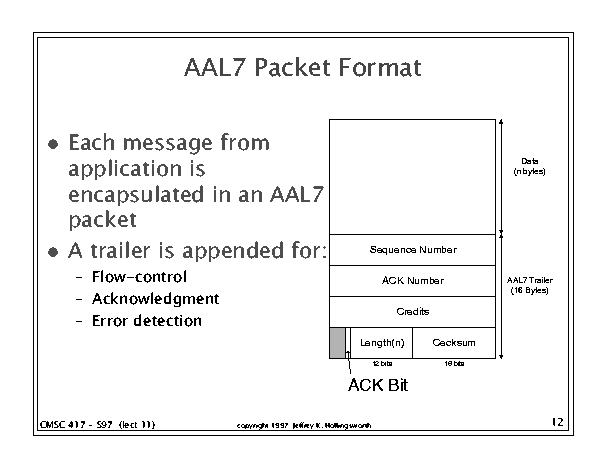 AAL7 Packet Format
● Each message from
application is
encapsulated in an AAL7
packet
● A trailer is appended for:
– Flow-control
– Acknowledgment
– Error detection
Data
(n bytes)
Sequence Number
ACK Number
Credits
AAL7 Trailer
(16 Bytes)
Length(n)
Cecksum
12 bits
16 bits
ACK Bit
CMSC 417 - S97 (lect 11)
copyright 1997 Jeffrey K. Hollingsworth
12